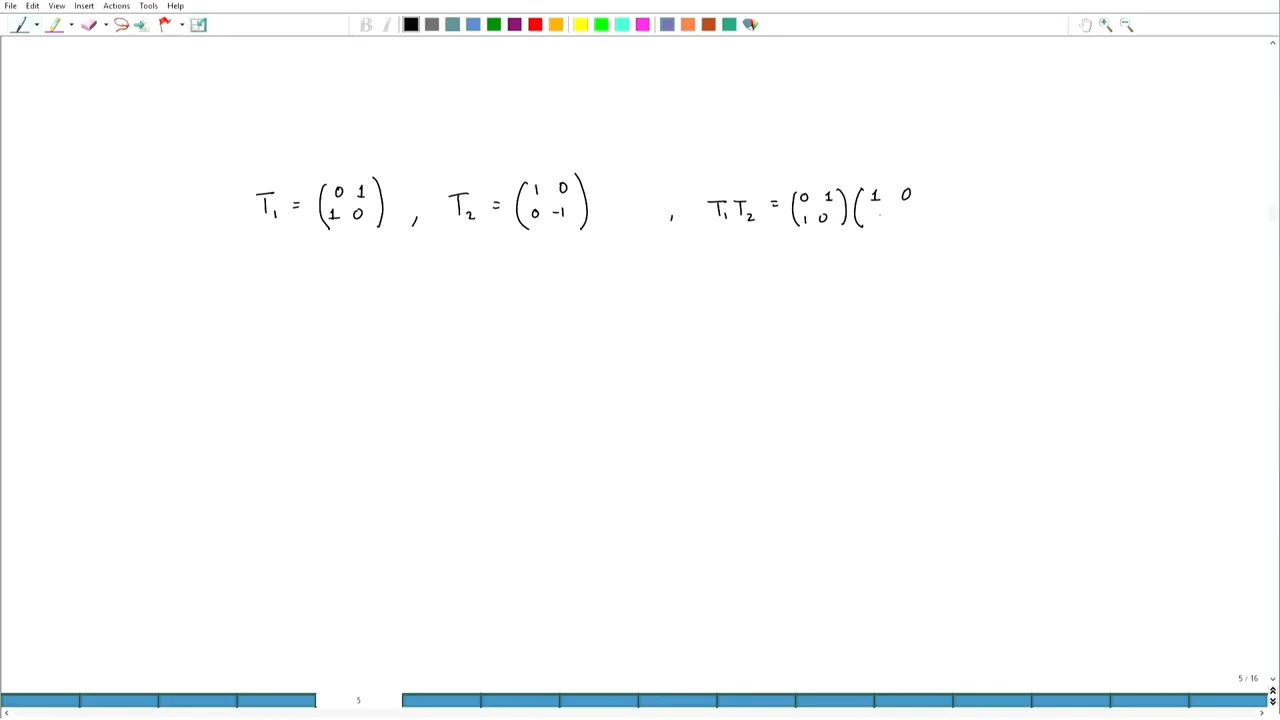 File Edit View Insert Actions Tools Help
B I
T₁ = (0 1 , T₂ = (1 0 , T₁T₂ = (0 1 (1 0
1 0) 0 -1) 1 0)
5 / 16
5